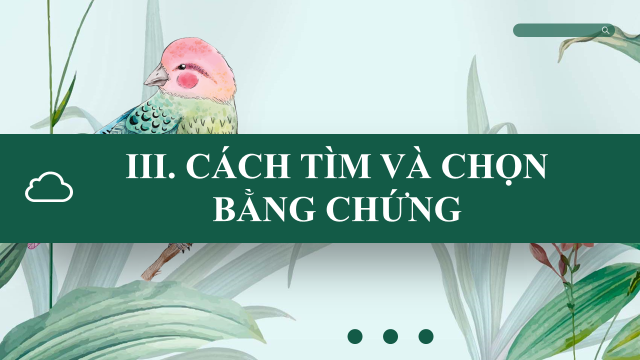 III. CÁCH TÌM VÀ CHỌN
BẰNG CHỨNG